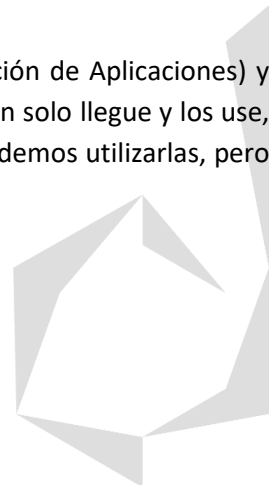 ción de Aplicaciones) y
n solo llegue y los use,
demos utilizarlas, pero